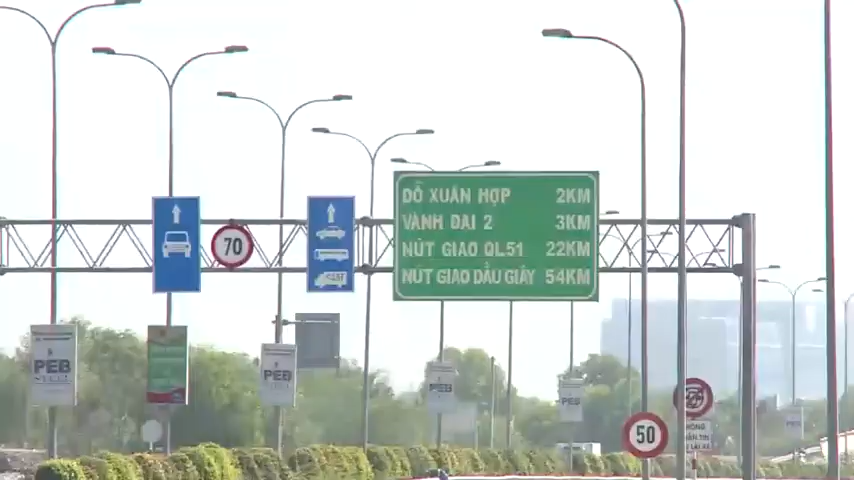 ĐỖ XUÂN HỢP 2KM
VÀNH ĐAI 2 3KM
NÚT GIAO QL51 22KM
NÚT GIAO DẦU GIÂY 54KM
70
50
PEB
PEB
PEB
PEB
PEB